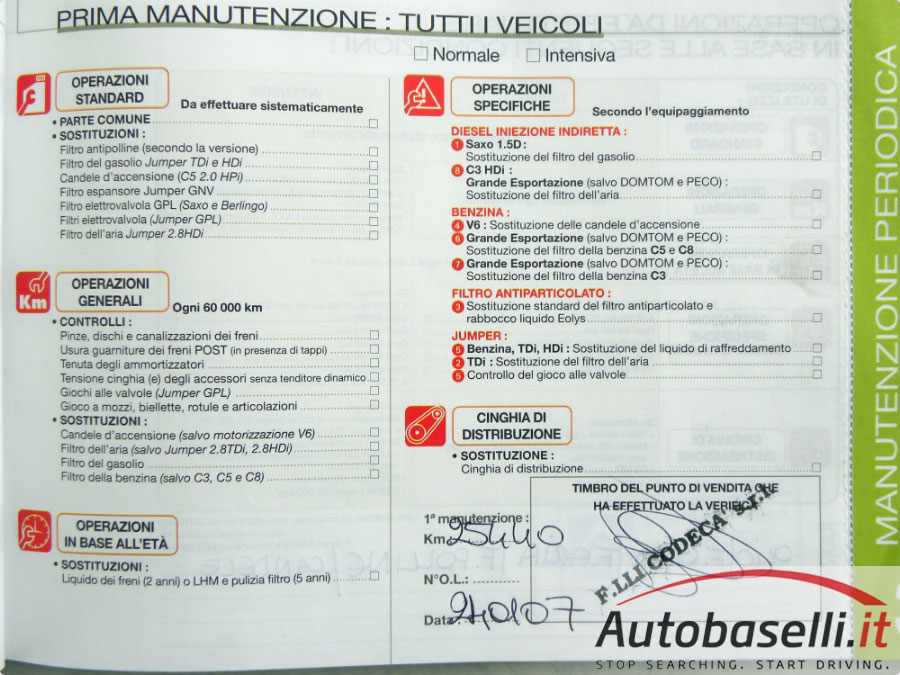 PRIMA MANUTENZIONE : TUTTI I VEICOLI
Normale Intensiva
OPERAZIONI
STANDARD
Da effettuare sistematicamente
• PARTE COMUNE
• SOSTITUZIONI :
Filtro antipolline (secondo la versione)
Filtro del gasolio Jumper TDi e HDi
Candele d'accensione (C5 2.0 HPi)
Filtro espansore Jumper GNV
Filtro elettrovalvola GPL (Saxo e Berlingo)
Filtri elettrovalvola (Jumper GPL)
Filtro dell'aria Jumper 2.8HDi
Km
OPERAZIONI
GENERALI
Ogni 60 000 km
• CONTROLLI :
Pinze, dischi e canalizzazioni dei freni
Usura guarniture dei freni POST (in presenza di tappi)
Tenuta degli ammortizzatori
Tensione cinghia (e) degli accessori senza tenditore dinamico
Giochi alle valvole (Jumper GPL)
Gioco a mozzi, biellette, rotule e articolazioni
• SOSTITUZIONI :
Candele d'accensione (salvo motorizzazione V6)
Filtro dell'aria (salvo Jumper 2.8TDi, 2.8HDi)
Filtro del gasolio
Filtro della benzina (salvo C3, C5 e C8)
OPERAZIONI
IN BASE ALL'ETÀ
• SOSTITUZIONI :
Liquido dei freni (2 anni) o LHM e pulizia filtro (5 anni)
OPERAZIONI
SPECIFICHE
Secondo l'equipaggiamento
DIESEL INIEZIONE INDIRETTA :
1 Saxo 1.5D :
Sostituzione del filtro del gasolio
8 C3 HDi :
Grande Esportazione (salvo DOMTOM e PECO) :
Sostituzione del filtro dell'aria
BENZINA :
4 V6 : Sostituzione delle candele d'accensione
6 Grande Esportazione (salvo DOMTOM e PECO) :
Sostituzione del filtro della benzina C5 e C8
7 Grande Esportazione (salvo DOMTOM e PECO) :
Sostituzione del filtro della benzina C3
FILTRO ANTIPARTICOLATO :
3 Sostituzione standard del filtro antiparticolato e
rabbocco liquido Eolys
JUMPER :
5 Benzina, TDi, HDi : Sostituzione del liquido di raffreddamento
2 TDi : Sostituzione del filtro dell'aria
5 Controllo del gioco alle valvole
CINGHIA DI
DISTRIBUZIONE
• SOSTITUZIONE :
Cinghia di distribuzione
TIMBRO DEL PUNTO DI VENDITA CHE
HA EFFETTUATO LA VERIFICA
1ª manutenzione :
Km 25440
N°O.L. :
Data
F.LLI CODECA' S.r.l.
MANUTENZIONE PERIODICA
Autobaselli.it
STOP SEARCHING. START DRIVING.